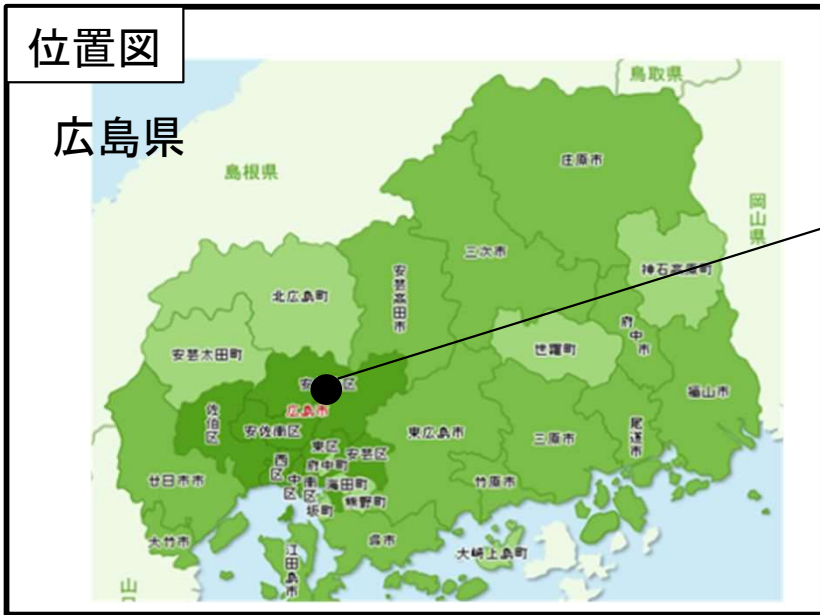 位置図
広島県
鳥取県
島根県
岡山県
庄原市
三次市
神石高原町
安芸高田市
北広島町
府中市
安芸太田町
世羅町
福山市
安
区
広島市
佐伯区
安佐南区
東広島市
三原市
尾道市
東区
安芸区
府中町
西区
中区
南区
海田町
熊野町
坂町
竹原市
廿日市市
大竹市
呉市
江田島市
大崎上島町
山